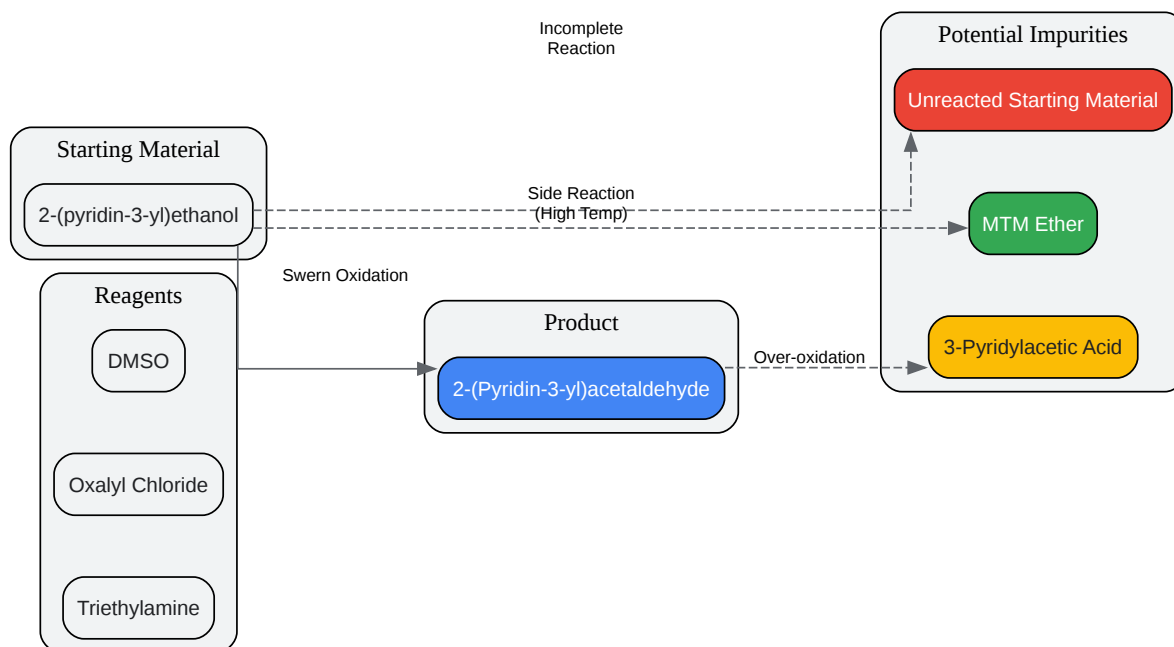 Incomplete
Reaction
Potential Impurities
Unreacted Starting Material
Starting Material
2-(pyridin-3-yl)ethanol
Side Reaction
(High Temp)
MTM Ether
Swern Oxidation
Reagents
DMSO
Product
2-(Pyridin-3-yl)acetaldehyde
Over-oxidation
3-Pyridylacetic Acid
Oxalyl Chloride
Triethylamine